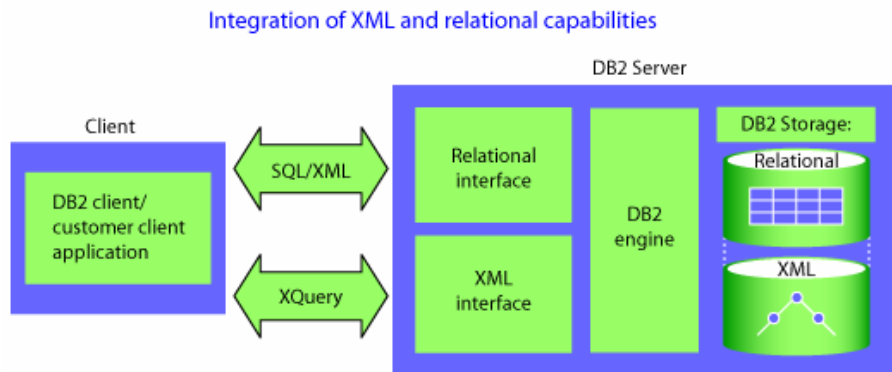 Integration of XML and relational capabilities
DB2 Server
Client
DB2 client/
customer client
application
SQL/XML
XQuery
Relational
interface
XML
interface
DB2
engine
DB2 Storage:
Relational
XML